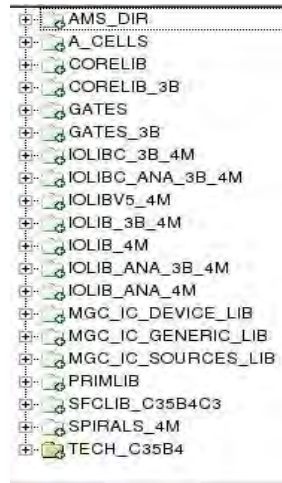 AMS_DIR
A_CELLS
CORELIB
CORELIB_3B
GATES
GATES_3B
IOLIBC_3B_4M
IOLIBC_ANA_3B_4M
IOLIBV5_4M
IOLIB_3B_4M
IOLIB_4M
IOLIB_ANA_3B_4M
IOLIB_ANA_4M
MGC_IC_DEVICE_LIB
MGC_IC_GENERIC_LIB
MGC_IC_SOURCES_LIB
PRIMLIB
SFCLIB_C35B4C3
SPIRALS_4M
TECH_C35B4